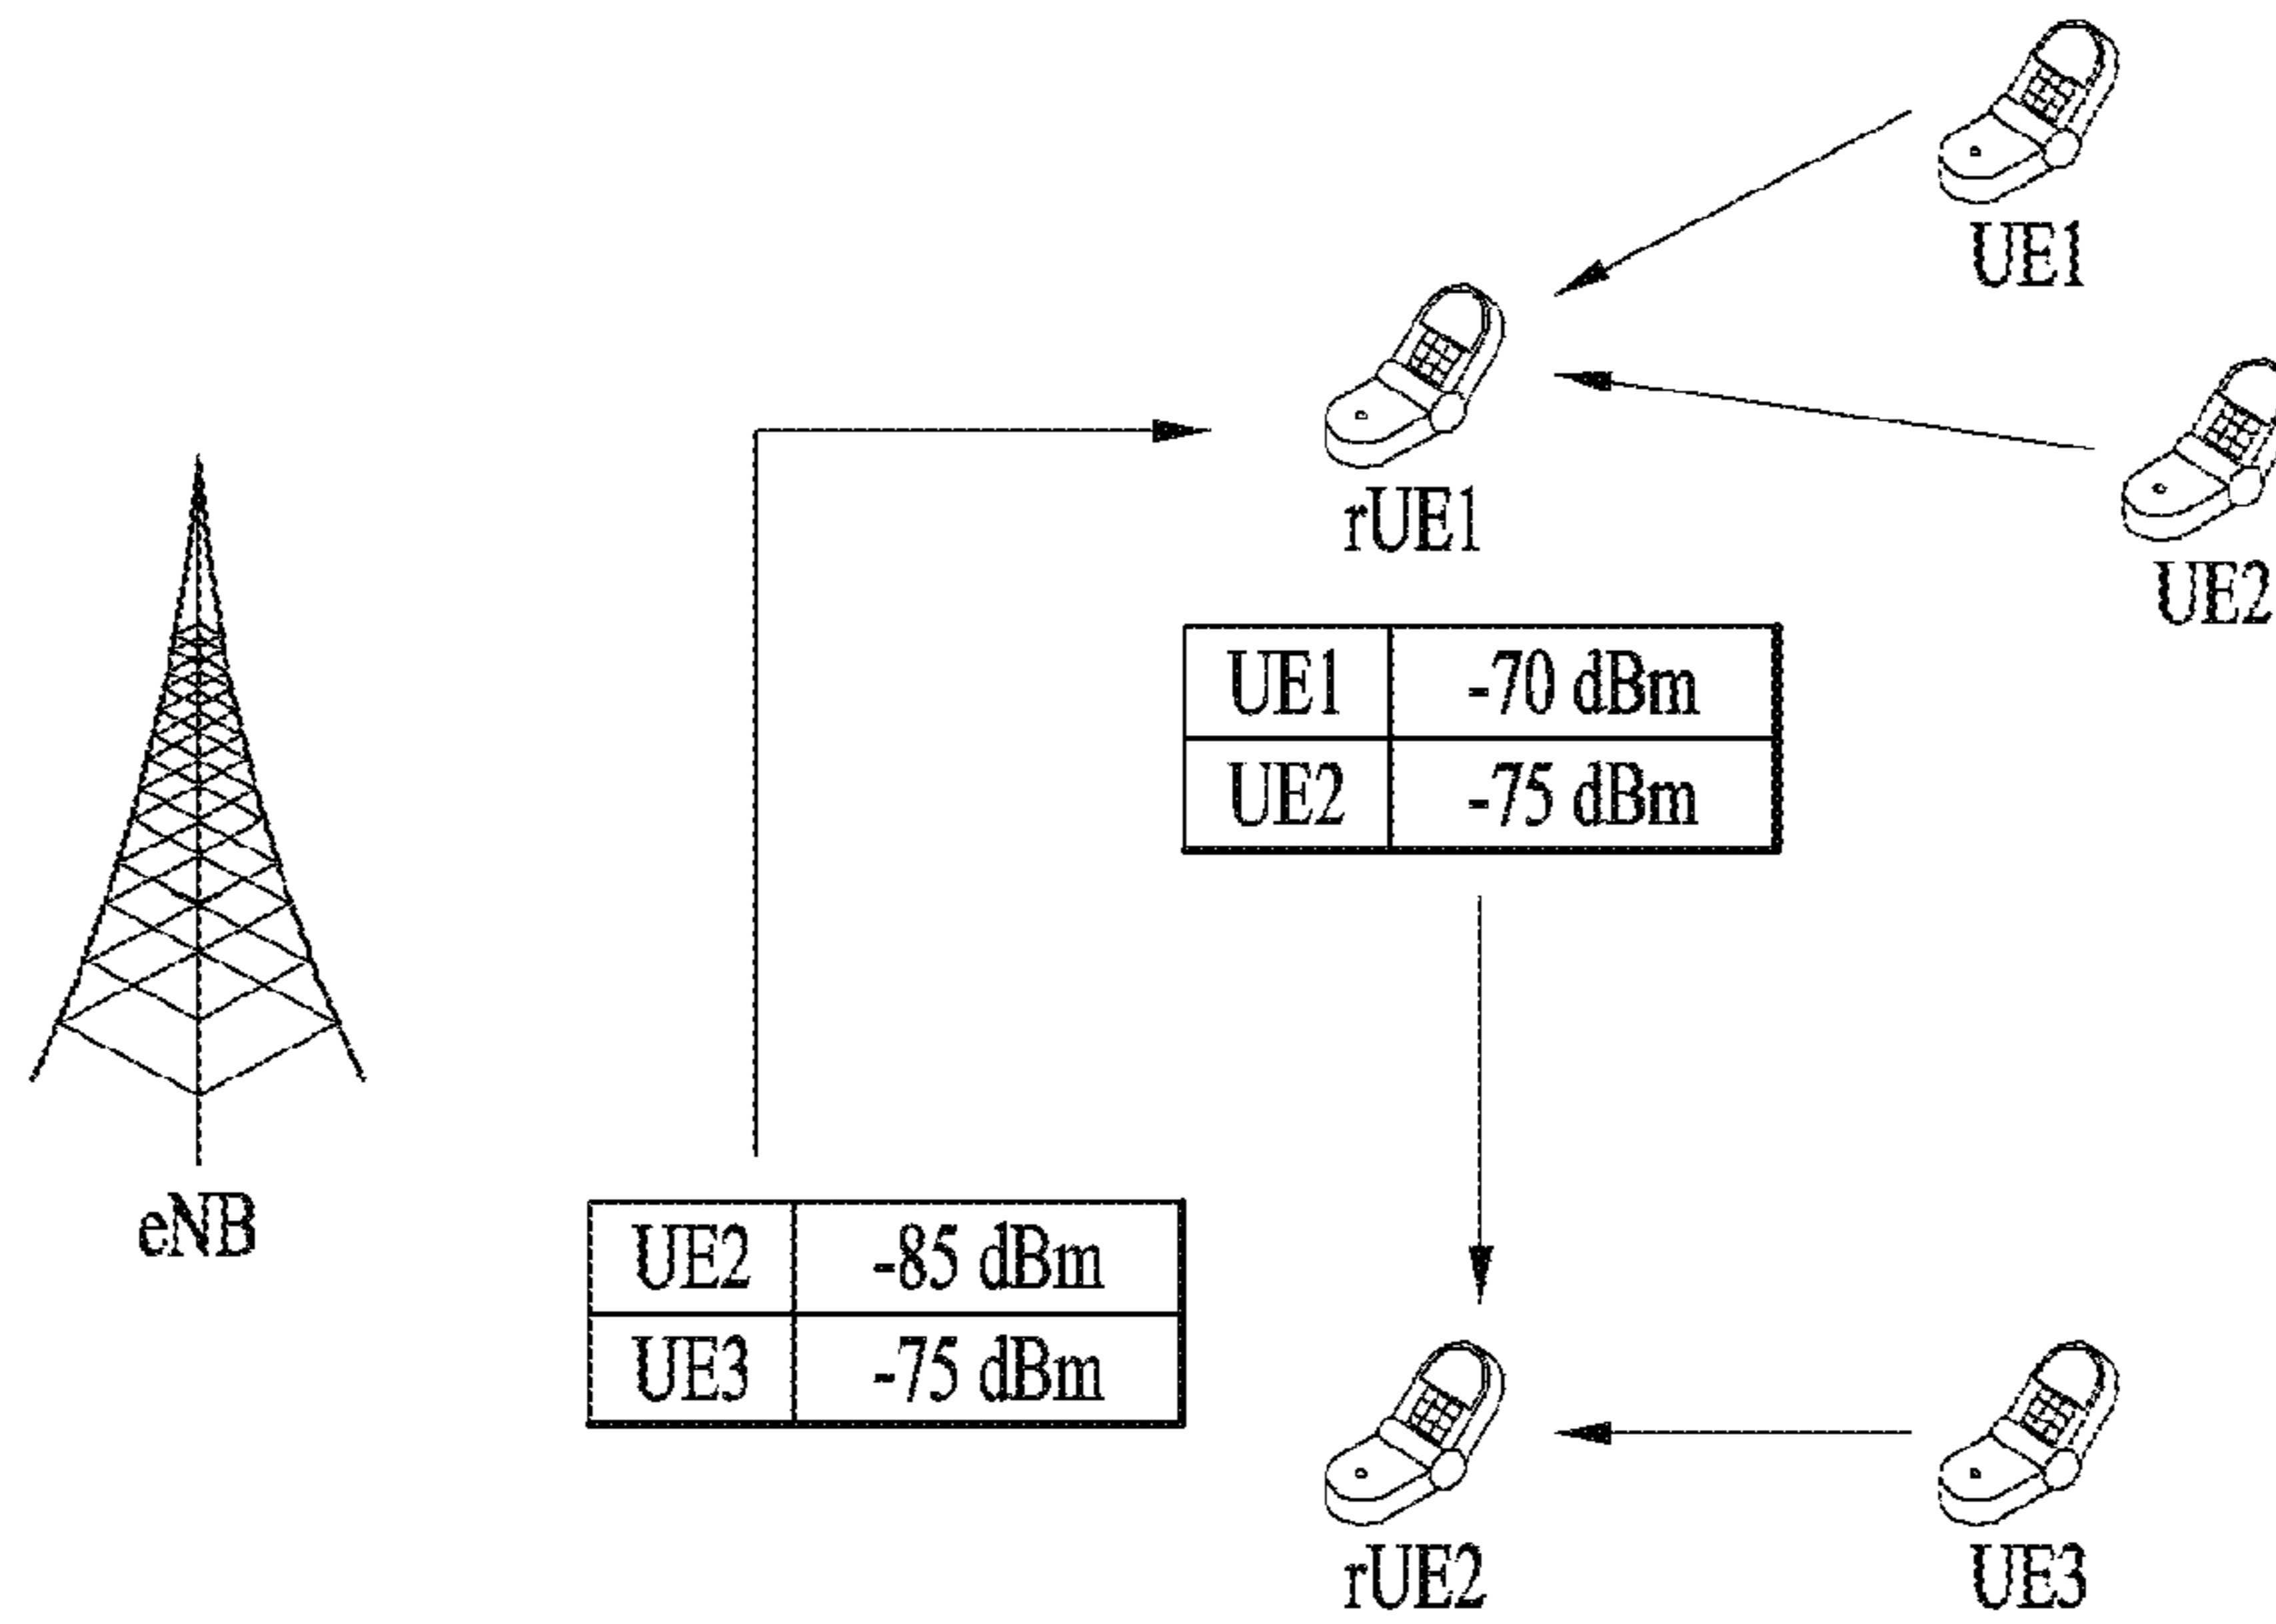 UE1
rUE1
UE2
UE1 -70 dBm
UE2 -75 dBm
eNB
UE2 -85 dBm
UE3 -75 dBm
rUE2
UE3